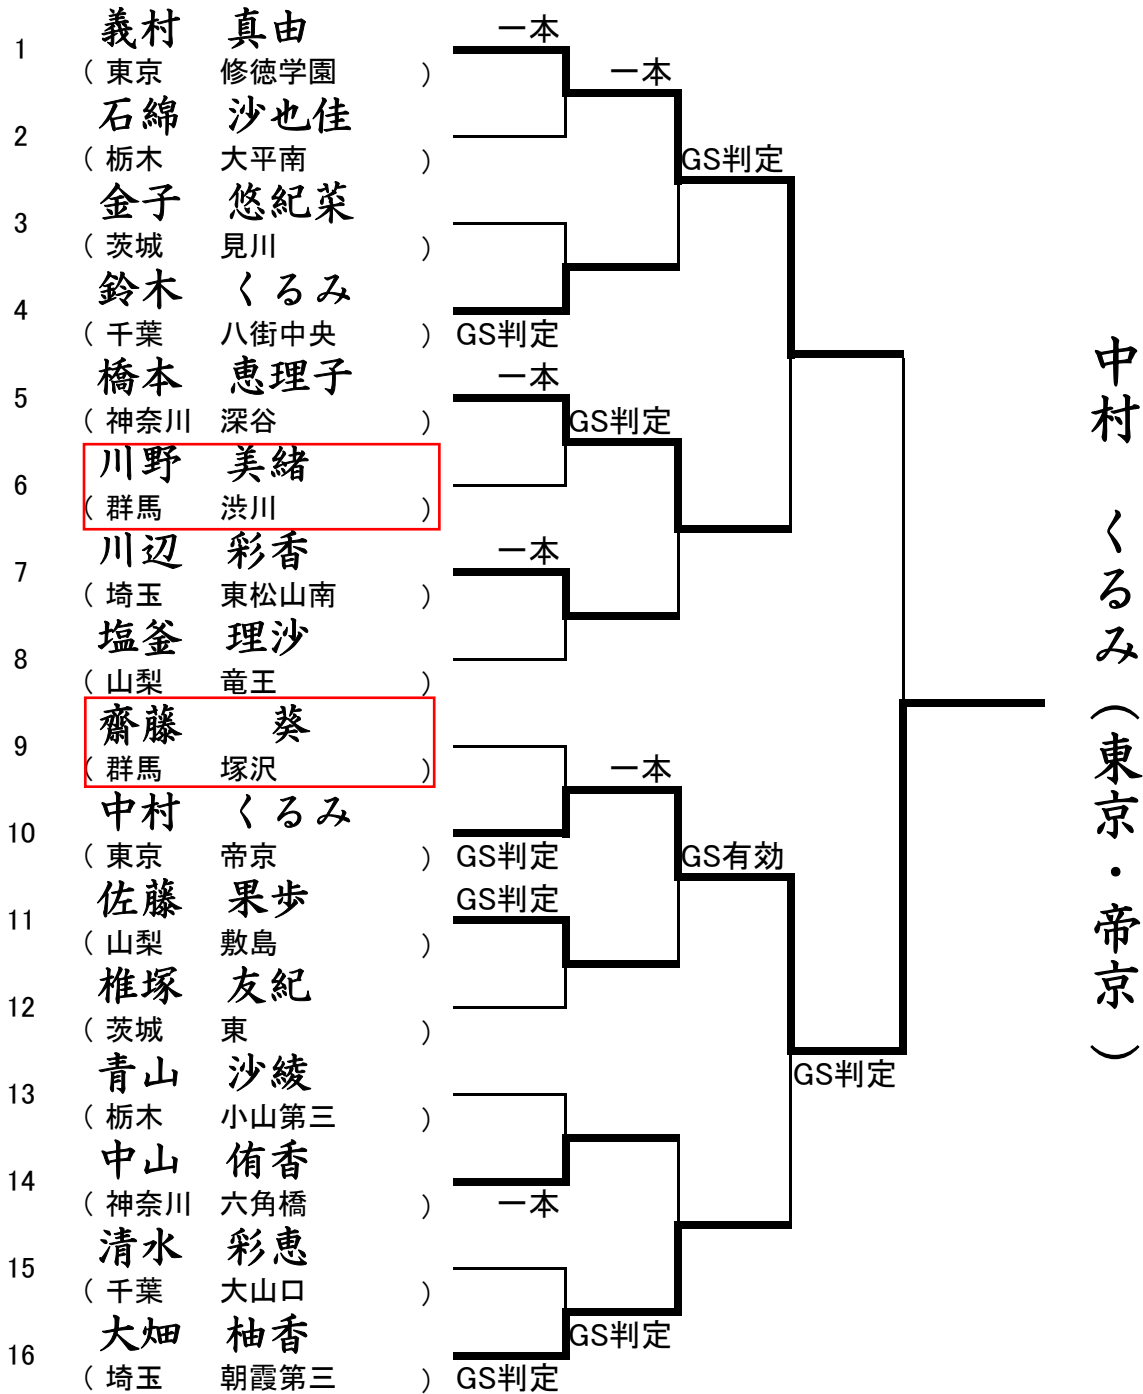 1 義村 真由
( 東京 修徳学園 )
2 石綿 沙也佳
( 栃木 大平南 )
3 金子 悠紀菜
( 茨城 見川 )
4 鈴木 くるみ
( 千葉 八街中央 )
5 橋本 恵理子
( 神奈川 深谷 )
6 川野 美緒
( 群馬 渋川 )
7 川辺 彩香
( 埼玉 東松山南 )
8 塩釜 理沙
( 山梨 竜王 )
9 齋藤 葵
( 群馬 塚沢 )
10 中村 くるみ
( 東京 帝京 )
11 佐藤 果歩
( 山梨 敷島 )
12 椎塚 友紀
( 茨城 東 )
13 青山 沙綾
( 栃木 小山第三 )
14 中山 侑香
( 神奈川 六角橋 )
15 清水 彩恵
( 千葉 大山口 )
16 大畑 柚香
( 埼玉 朝霞第三 )
一本
GS判定
一本
一本
GS判定
GS判定
一本
GS判定
一本
GS判定
一本
GS判定
GS判定
GS有効
GS判定
中村 くるみ(東京・帝京)